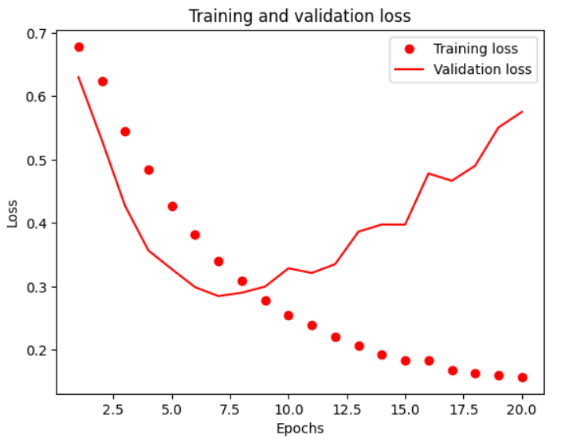 Training and validation loss
Training loss
Validation loss
0.7
0.6
0.5
0.4
0.3
0.2
Loss
2.5 5.0 7.5 10.0 12.5 15.0 17.5 20.0
Epochs